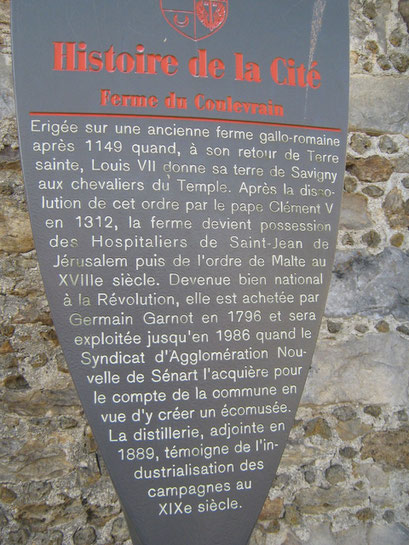 Histoire de la Cité
Ferme du Coulevrain
Erigée sur une ancienne ferme gallo-romaine
après 1149 quand, à son retour de Terre
sainte, Louis VII donne sa terre de Savigny
aux chevaliers du Temple. Après la disso-
lution de cet ordre par le pape Clément V
en 1312, la ferme devient possession
des Hospitaliers de Saint-Jean de
Jérusalem puis de l'ordre de Malte au
XVIIIe siècle. Devenue bien national
à la Révolution, elle est achetée par
Germain Garnot en 1796 et sera
exploitée jusqu'en 1986 quand le
Syndicat d'Agglomération Nou-
velle de Sénart l'acquière pour
le compte de la commune en
vue d'y créer un écomusée.
La distillerie, adjointe en
1889, témoigne de l'in-
dustrialisation des
campagnes au
XIXe siècle.